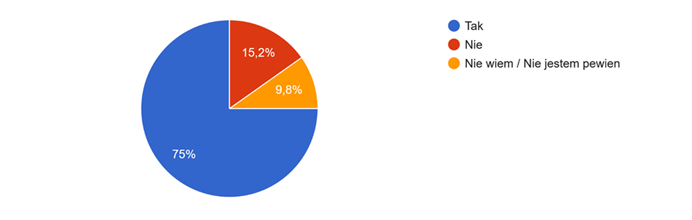 Tak
Nie
Nie wiem / Nie jestem pewien
15,2%
9,8%
75%